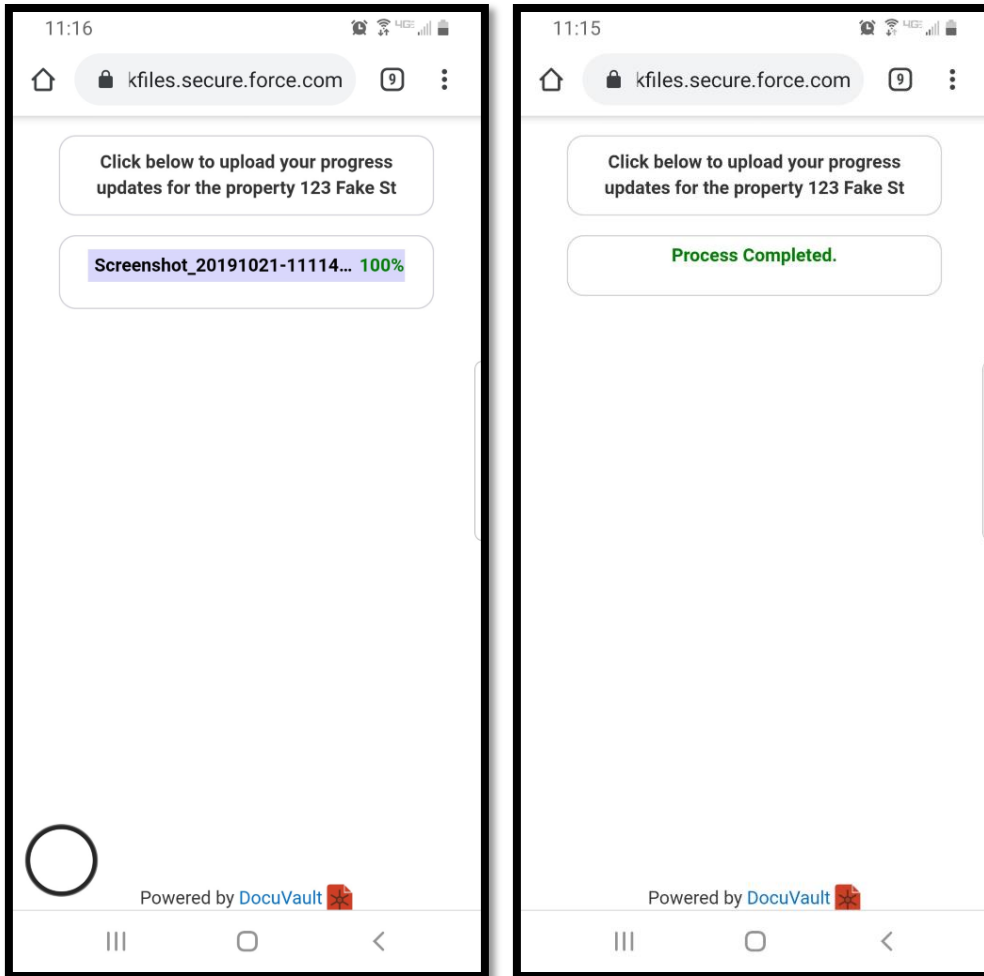 11:16
4GE
kfiles.secure.force.com
9
Click below to upload your progress
updates for the property 123 Fake St
Screenshot_20191021-11114... 100%
Powered by DocuVault
11:15
4GE
kfiles.secure.force.com
9
Click below to upload your progress
updates for the property 123 Fake St
Process Completed.
Powered by DocuVault